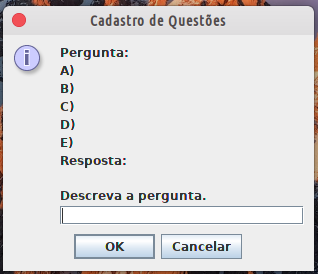 Cadastro de Questões
Pergunta:
A)
B)
C)
D)
E)
Resposta:
Descreva a pergunta.
OK Cancelar